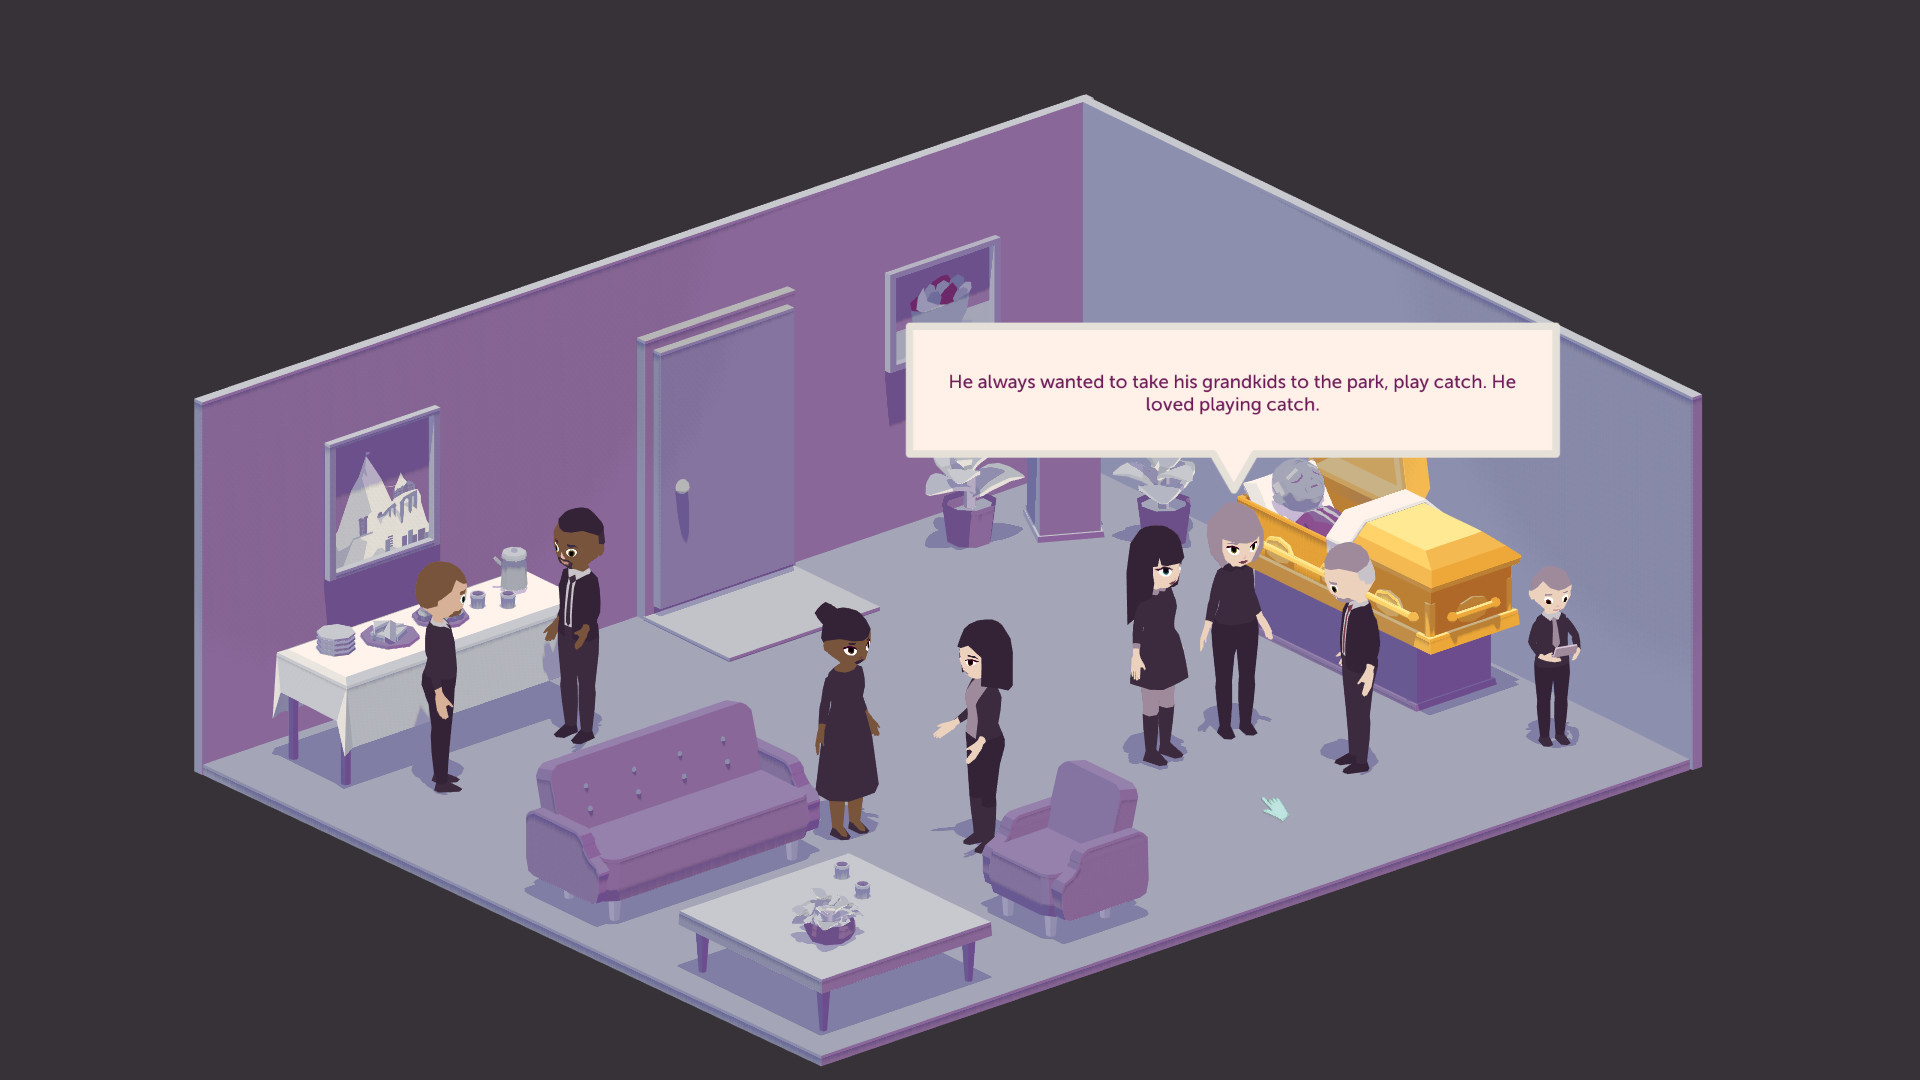 He always wanted to take his grandkids to the park, play catch. He
loved playing catch.